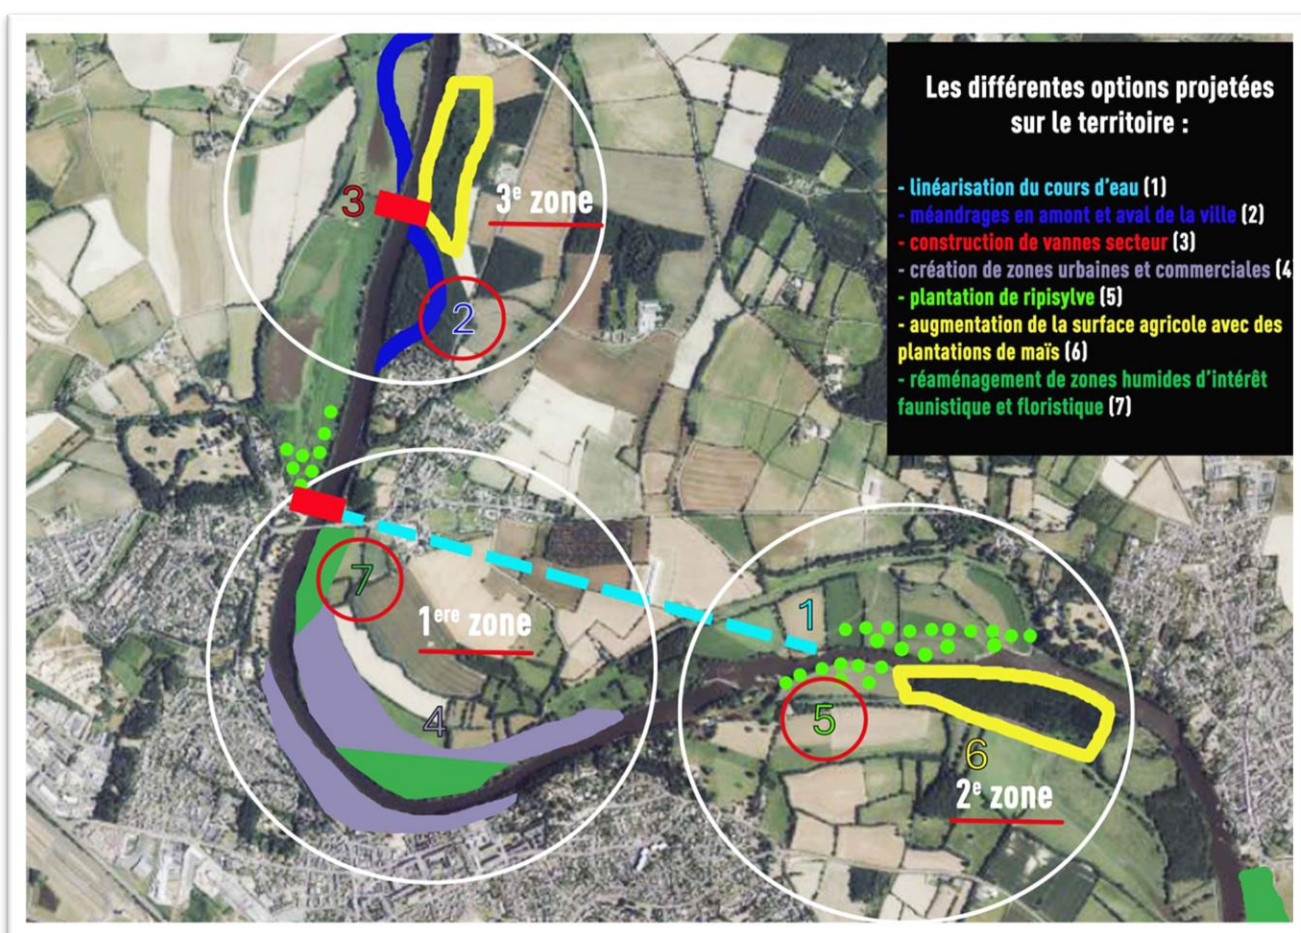 Les différentes options projetées
sur le territoire :
- linéarisation du cours d'eau (1)
- méandrages en amont et aval de la ville (2)
- construction de vannes secteur (3)
- création de zones urbaines et commerciales (4
- plantation de ripisylve (5)
- augmentation de la surface agricole avec des
plantations de maïs (6)
- réaménagement de zones humides d'intérêt
faunistique et floristique (7)
3
3e zone
2
7
1ere zone
1
4
5
6
2e zone